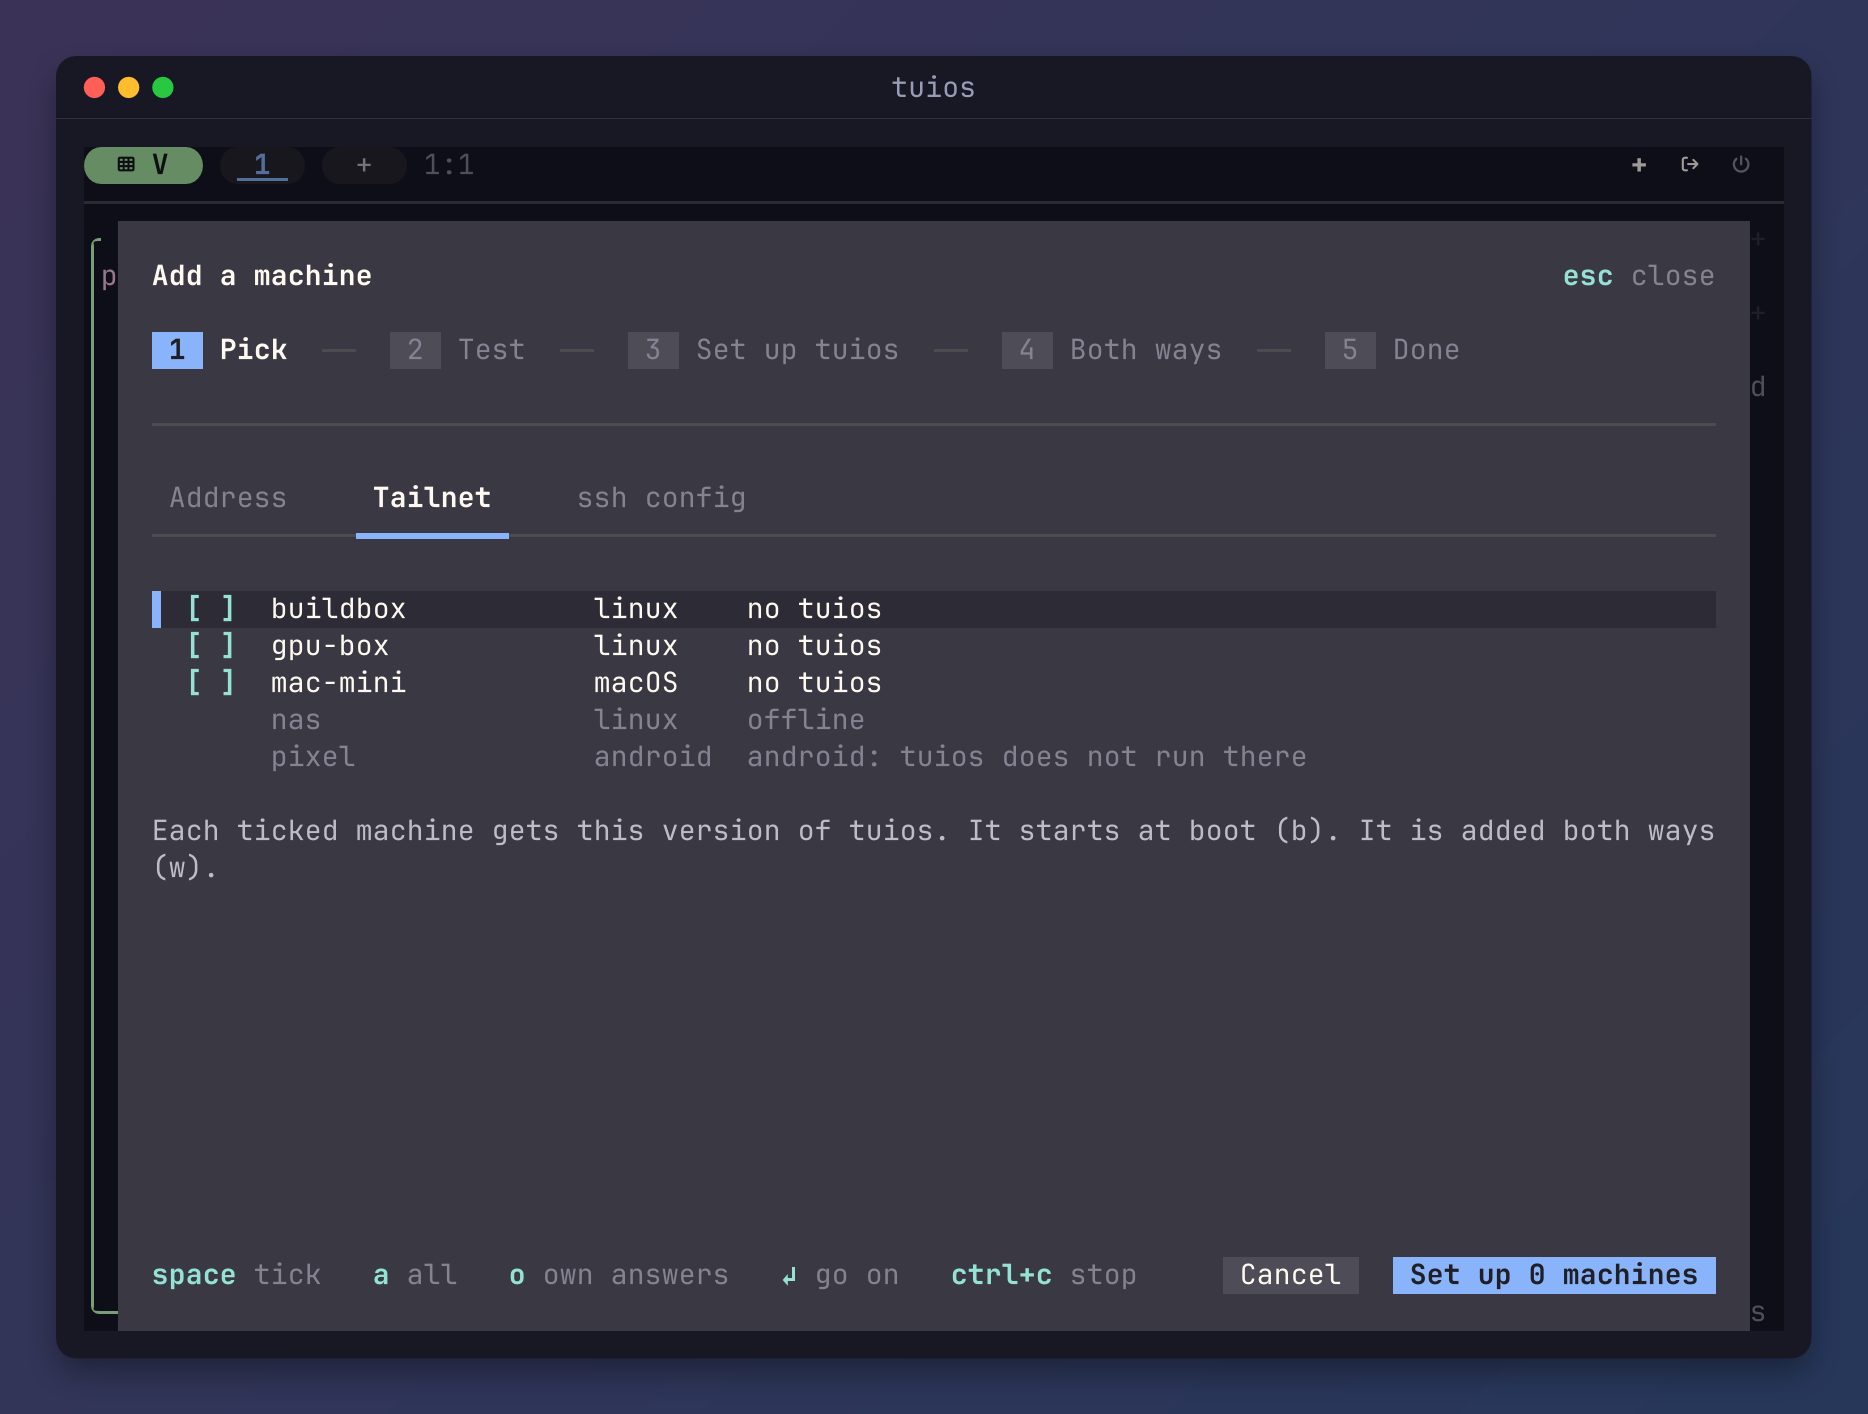 tuios
V 1 + 1:1 +
+
p
Add a machine esc close
+
1 Pick 2 Test 3 Set up tuios 4 Both ways 5 Done
d
Address Tailnet ssh config
[ ] buildbox linux no tuios
[ ] gpu-box linux no tuios
[ ] mac-mini macOS no tuios
nas linux offline
pixel android android: tuios does not run there
Each ticked machine gets this version of tuios. It starts at boot (b). It is added both ways
(w).
space tick a all o own answers ↲ go on ctrl+c stop Cancel Set up 0 machines
s